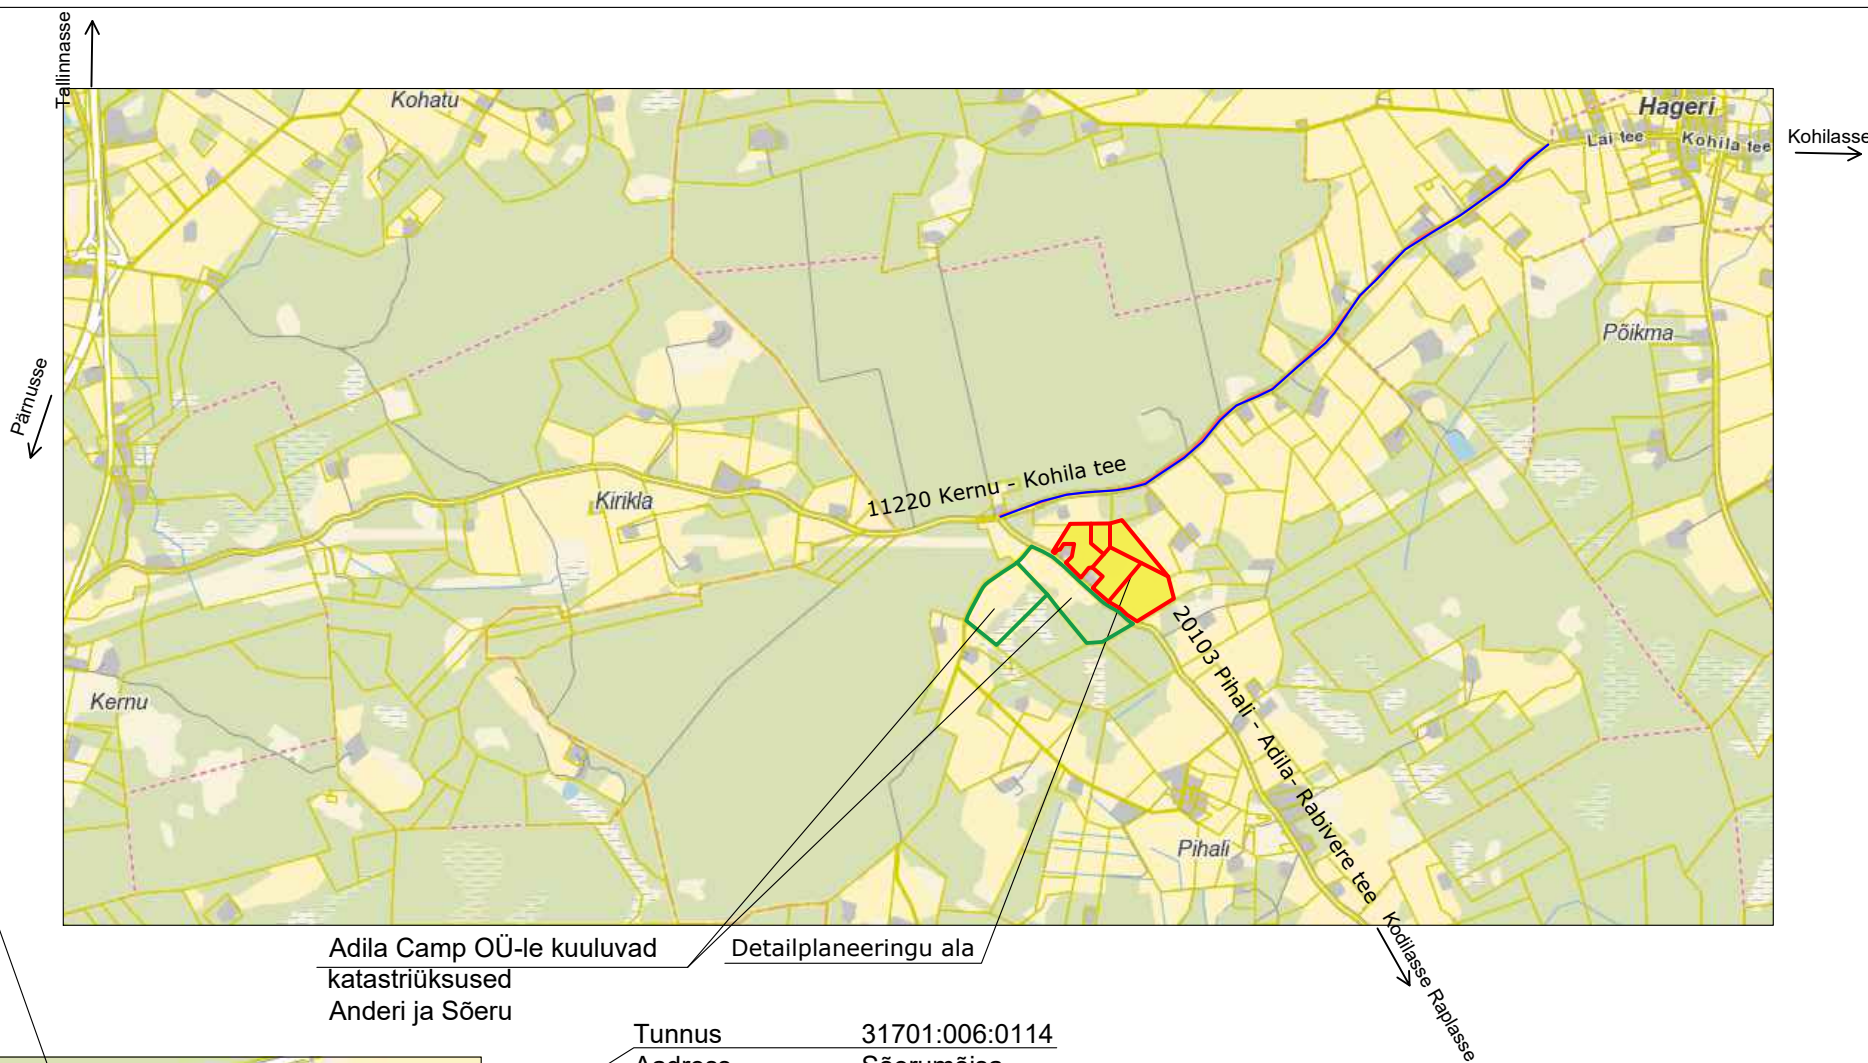 Tallinnasse
Kohatu
Hageri
Lai tee
Kohila tee
Kohilasse
Põikma
Pärnusse
11220 Kernu - Kohila tee
Kirikla
20103 Pihali - Adila- Rabivere tee
Kernu
Pihali
Kodilasse Raplasse
Adila Camp OÜ-le kuuluvad
katastriüksused
Anderi ja Sõeru
Detailplaneeringu ala
Tunnus 31701:006:0114
Aadress Sõerumõisa